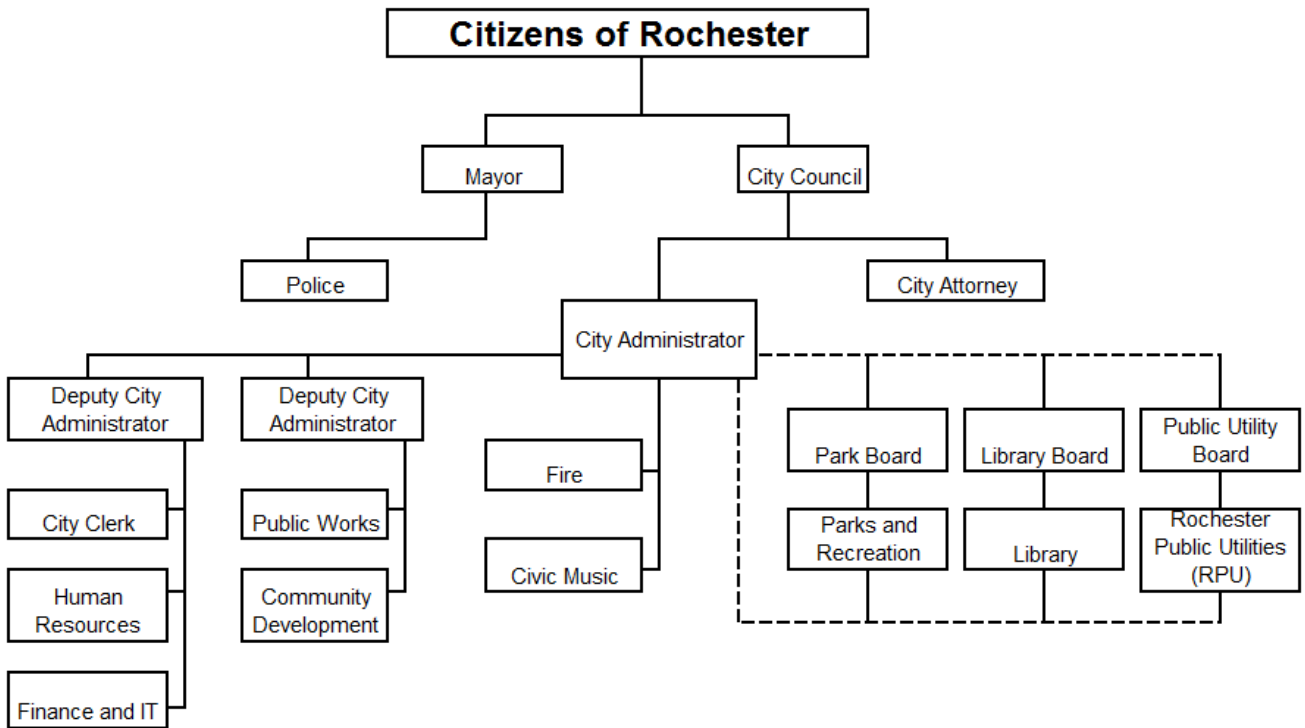 Citizens of Rochester
Mayor
City Council
Police
City Attorney
City Administrator
Deputy City
Administrator
Deputy City
Administrator
Park Board
Library Board
Public Utility
Board
Fire
City Clerk
Public Works
Parks and
Recreation
Library
Rochester
Public Utilities
(RPU)
Civic Music
Human
Resources
Community
Development
Finance and IT